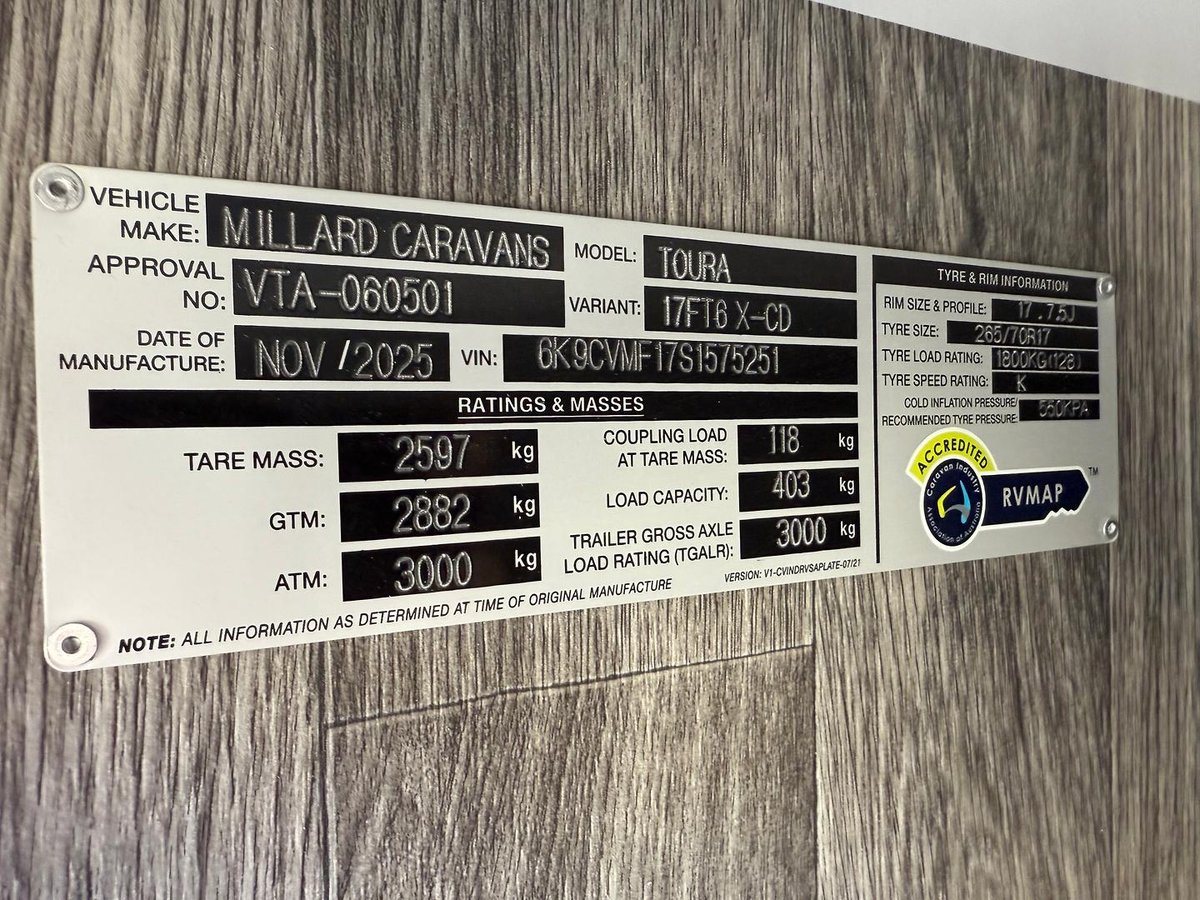 VEHICLE MAKE: MILLARD CARAVANS
MODEL: TOURA
APPROVAL NO: VTA-060501
VARIANT: 17FT6 X-CD
DATE OF MANUFACTURE: NOV /2025
VIN: 6K9CVMF17S1575251
RATINGS & MASSES
TARE MASS: 2597 kg
COUPLING LOAD AT TARE MASS: 118 kg
GTM: 2882 kg
LOAD CAPACITY: 403 kg
ATM: 3000 kg
TRAILER GROSS AXLE LOAD RATING (TGALR): 3000 kg
NOTE: ALL INFORMATION AS DETERMINED AT TIME OF ORIGINAL MANUFACTURE
VERSION: V1-CVINDRVSAPLATE-07/21
TYRE & RIM INFORMATION
RIM SIZE & PROFILE: 17 . 7.5J
TYRE SIZE: 265/70R17
TYRE LOAD RATING: 1800KG(128)
TYRE SPEED RATING: K
COLD INFLATION PRESSURE/
RECOMMENDED TYRE PRESSURE: 550KPA
ACCREDITED
Caravan Industry
Association of Australia
RVMAP TM